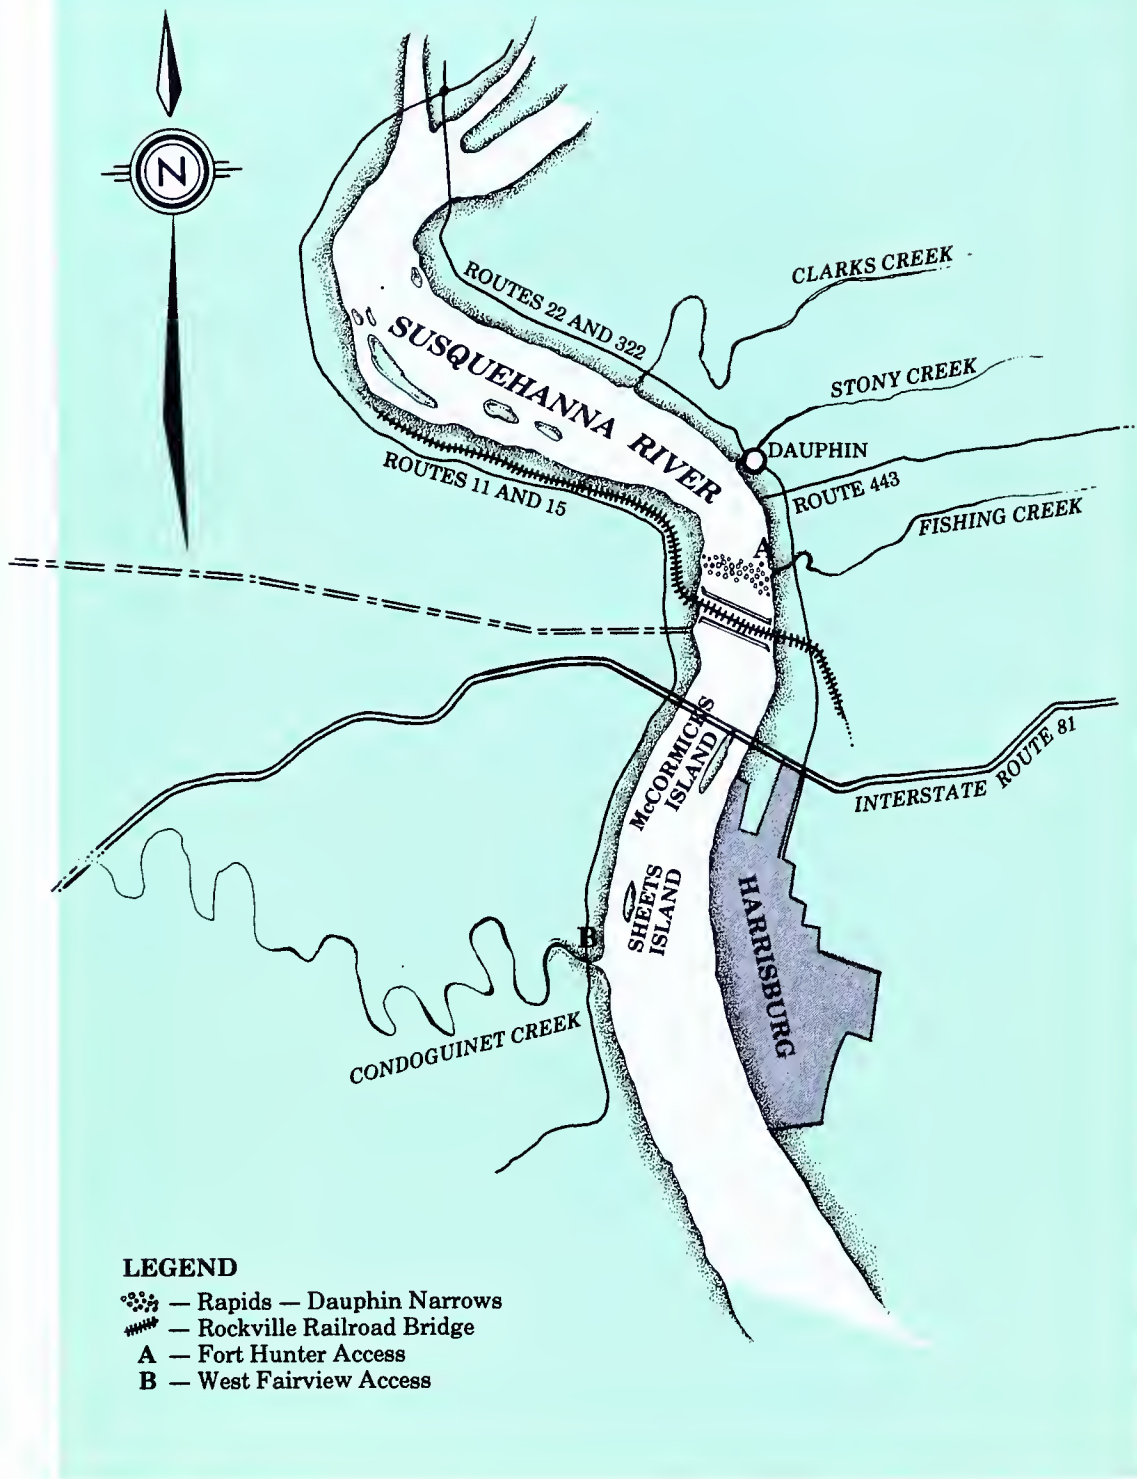 N
CLARKS CREEK
ROUTES 22 AND 322
SUSQUEHANNA RIVER
STONY CREEK
DAUPHIN
ROUTES 11 AND 15
ROUTE 443
FISHING CREEK
A
McCORMICKS
ISLAND
INTERSTATE ROUTE 81
SHEETS
ISLAND
HARRISBURG
B
CONDOGUINET CREEK
LEGEND
— Rapids — Dauphin Narrows
— Rockville Railroad Bridge
A — Fort Hunter Access
B — West Fairview Access